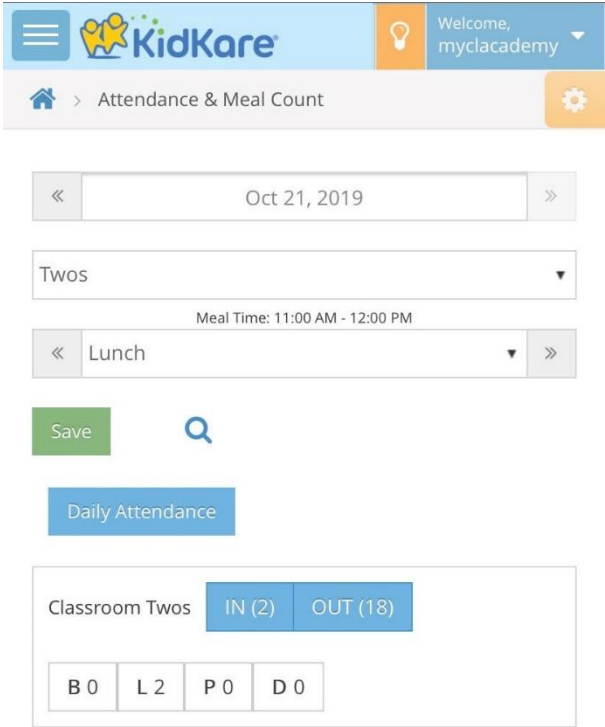 KidKare
Welcome,
myclacademy
> Attendance & Meal Count
« Oct 21, 2019 »
Twos
Meal Time: 11:00 AM - 12:00 PM
« Lunch »
Save
Daily Attendance
Classroom Twos IN (2) OUT (18)
B 0 L 2 P 0 D 0